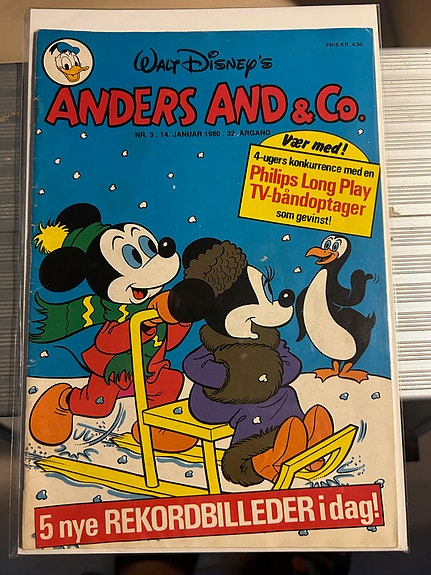 PRIS KR. 4.50
WALT DISNEY'S
ANDERS AND & Co.
NR. 3 . 14. JANUAR 1980 . 32. ÅRGANG
Vær med!
4-ugers konkurrence med en
Philips Long Play
TV-båndoptager
som gevinst!
5 nye REKORDBILLEDER i dag!